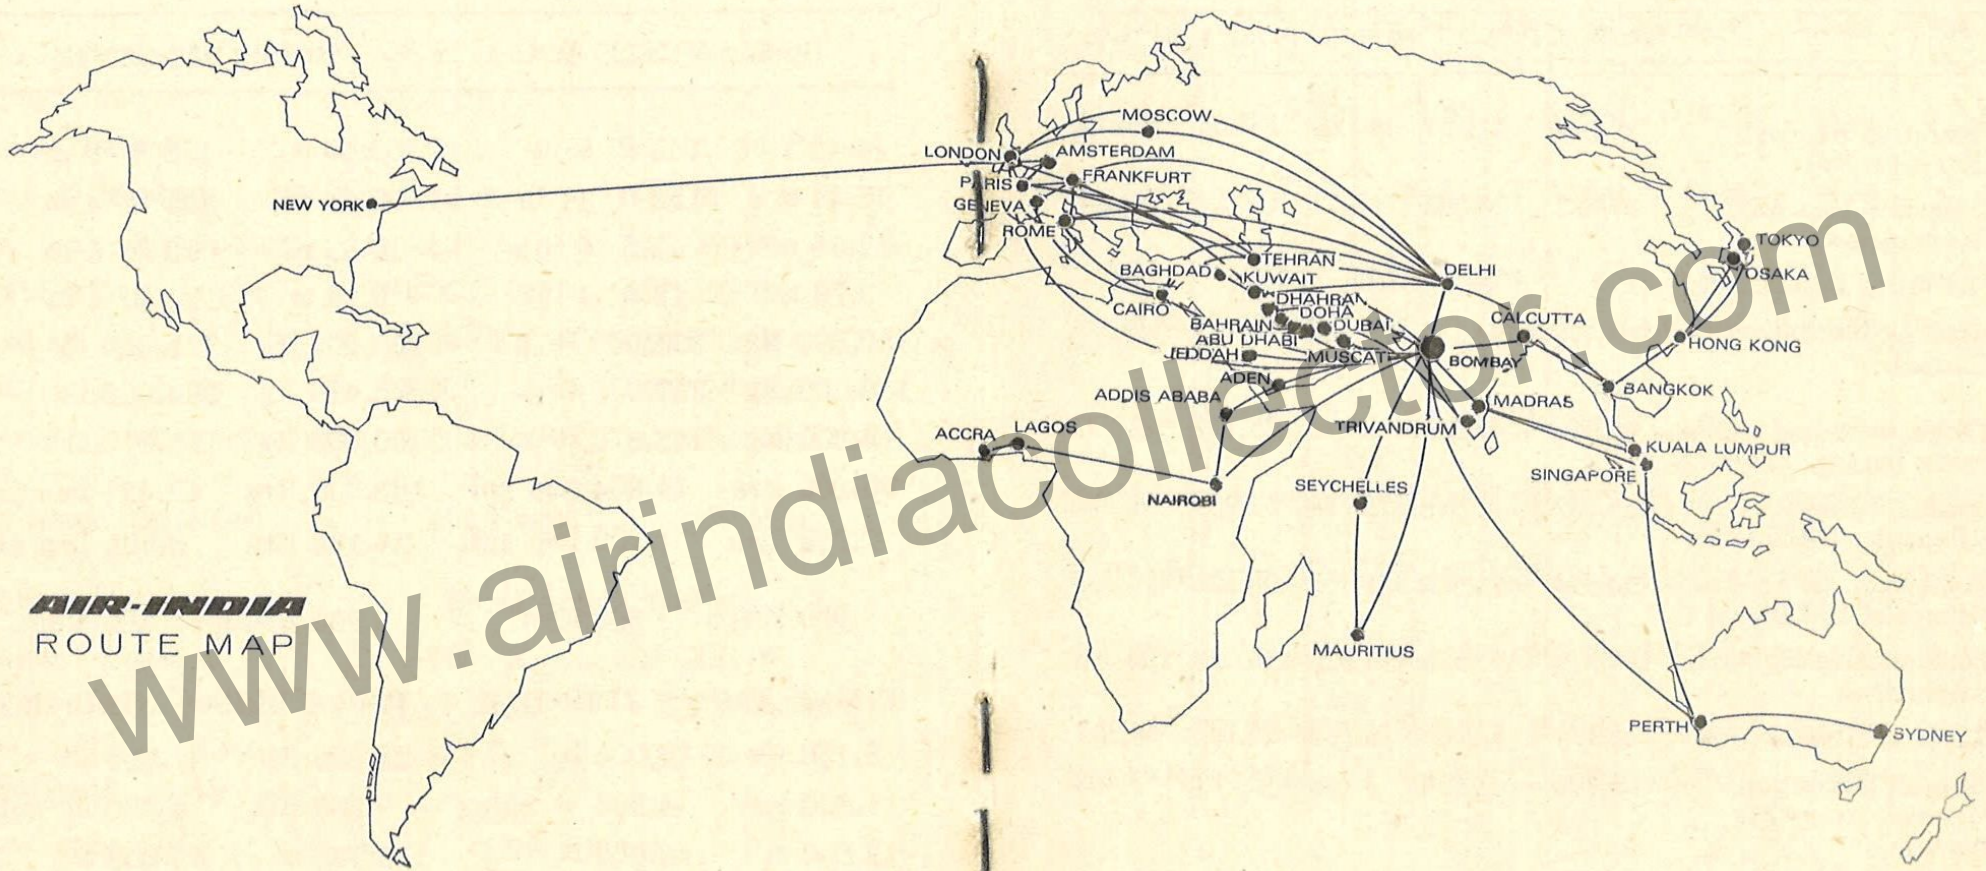 MOSCOW
LONDON
AMSTERDAM
PARIS
FRANKFURT
GENEVA
NEW YORK
ROME
TOKYO
TEHRAN
BAGHDAD
DELHI
OSAKA
KUWAIT
CAIRO
DHAHRAN
DOHA
CALCUTTA
BAHRAIN
DUBAI
ABU DHABI
HONG KONG
JEDDAH
MUSCAT
BOMBAY
ADEN
BANGKOK
ADDIS ABABA
MADRAS
TRIVANDRUM
ACCRA
LAGOS
KUALA LUMPUR
SINGAPORE
SEYCHELLES
NAIROBI
AIR-INDIA
ROUTE MAP
MAURITIUS
PERTH
SYDNEY
www.airindiacollector.com